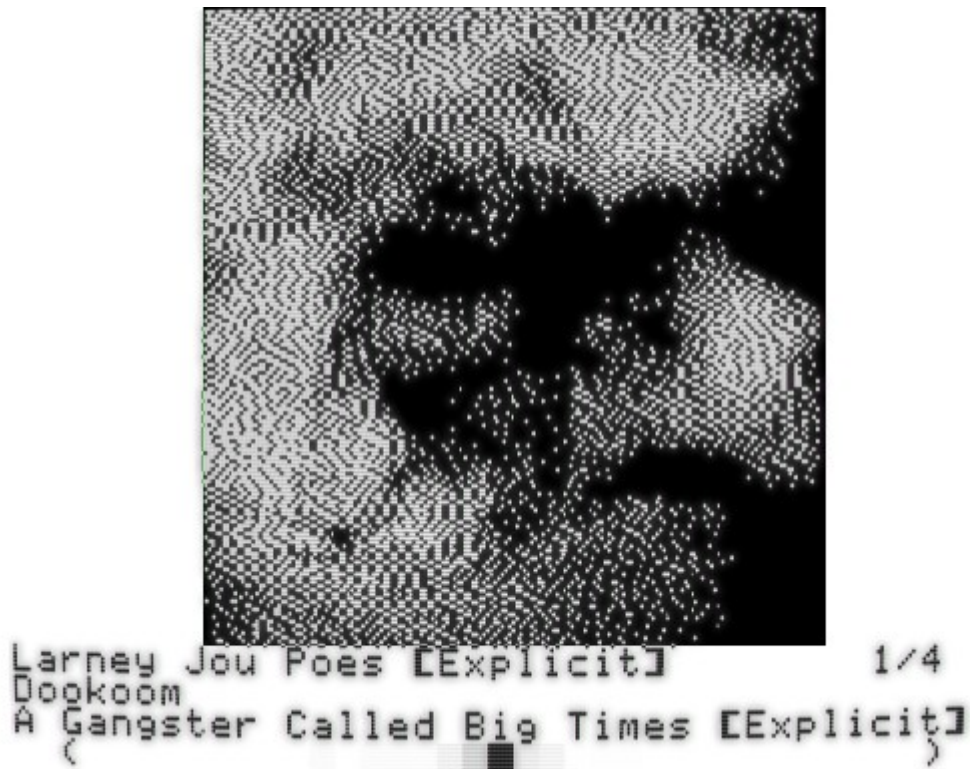 Larney Jou Poes [Explicit] 1/4
Dookoom
A Gangster Called Big Times [Explicit]
( )